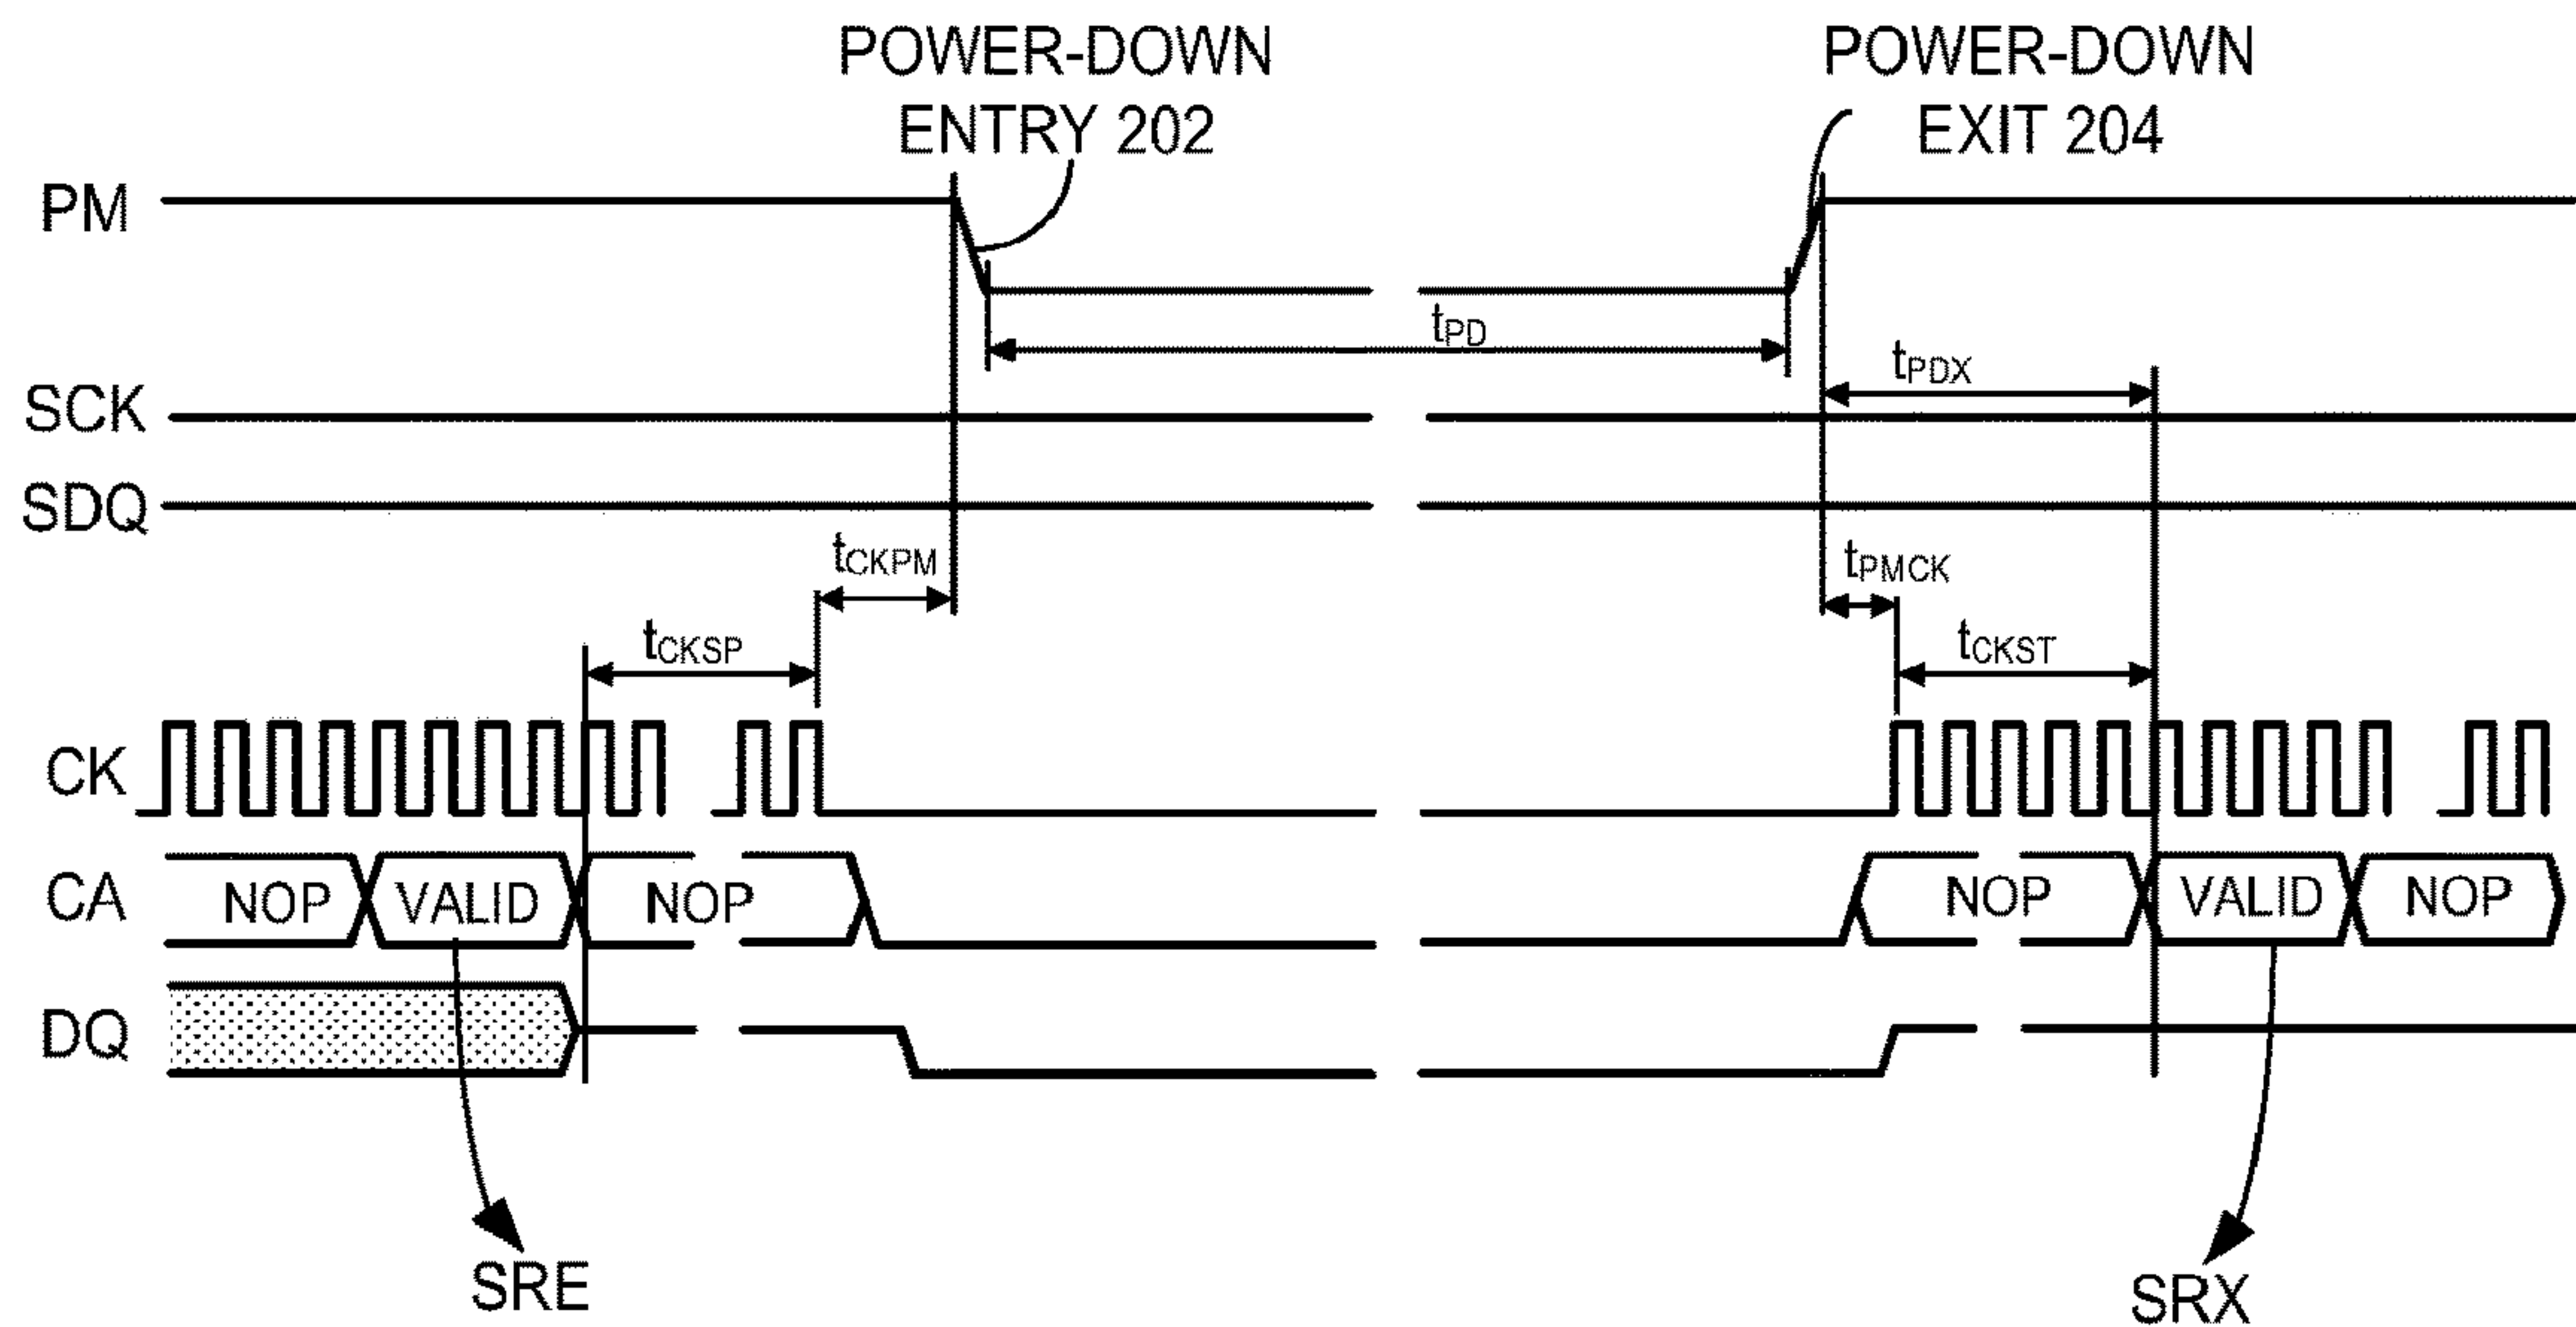 POWER-DOWN
ENTRY 202
POWER-DOWN
EXIT 204
PM
tPD
tPDX
SCK
SDQ
tCKPM
tPMCK
tCKSP
tCKST
CK
CA
NOP
VALID
NOP
NOP
VALID
NOP
DQ
SRE
SRX